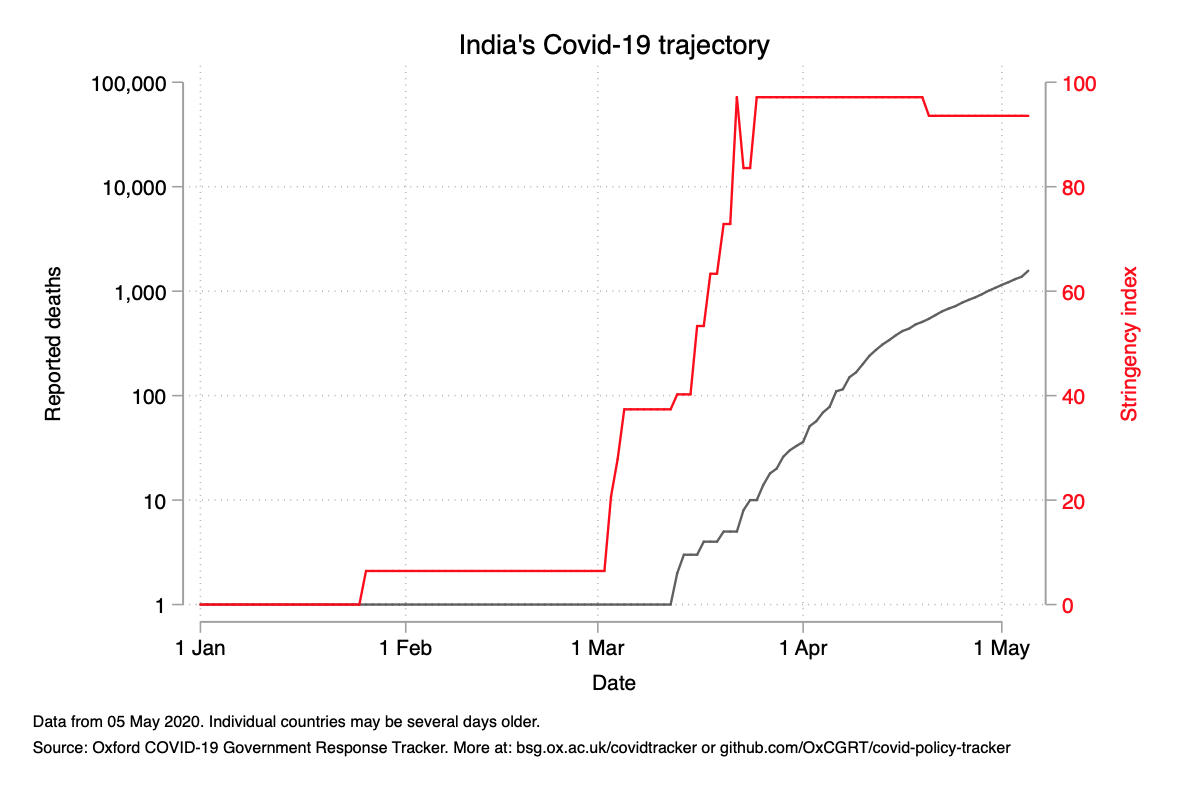 India's Covid-19 trajectory
100,000
10,000
1,000
100
10
1
Reported deaths
100
80
60
40
20
0
Stringency index
1 Jan
1 Feb
1 Mar
1 Apr
1 May
Date
Data from 05 May 2020. Individual countries may be several days older.
Source: Oxford COVID-19 Government Response Tracker. More at: bsg.ox.ac.uk/covidtracker or github.com/OxCGRT/covid-policy-tracker